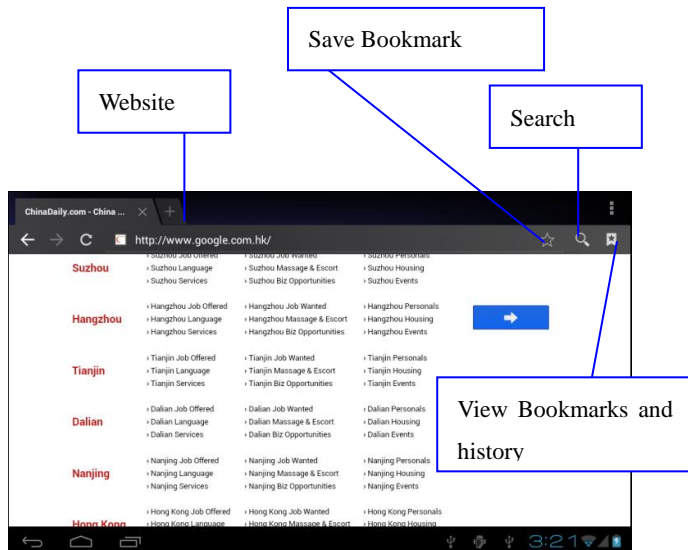 Save Bookmark
Website
Search
ChinaDaily.com - China ...
http://www.google.com.hk/
› Suzhou Job Offered › Suzhou Job Wanted › Suzhou Personals
Suzhou › Suzhou Language › Suzhou Massage & Escort › Suzhou Housing
› Suzhou Services › Suzhou Biz Opportunities › Suzhou Events
› Hangzhou Job Offered › Hangzhou Job Wanted › Hangzhou Personals
Hangzhou › Hangzhou Language › Hangzhou Massage & Escort › Hangzhou Housing
› Hangzhou Services › Hangzhou Biz Opportunities › Hangzhou Events
› Tianjin Job Offered › Tianjin Job Wanted › Tianjin Personals
Tianjin › Tianjin Language › Tianjin Massage & Escort › Tianjin Housing
› Tianjin Services › Tianjin Biz Opportunities › Tianjin Events
› Dalian Job Offered › Dalian Job Wanted › Dalian Personals
Dalian › Dalian Language › Dalian Massage & Escort › Dalian Housing
› Dalian Services › Dalian Biz Opportunities › Dalian Events
View Bookmarks and
history
› Nanjing Job Offered › Nanjing Job Wanted › Nanjing Personals
Nanjing › Nanjing Language › Nanjing Massage & Escort › Nanjing Housing
› Nanjing Services › Nanjing Biz Opportunities › Nanjing Events
› Hong Kong Job Offered › Hong Kong Job Wanted › Hong Kong Personals
Hong Kong › Hong Kong Language › Hong Kong Massage & Escort › Hong Kong Housing
3:21